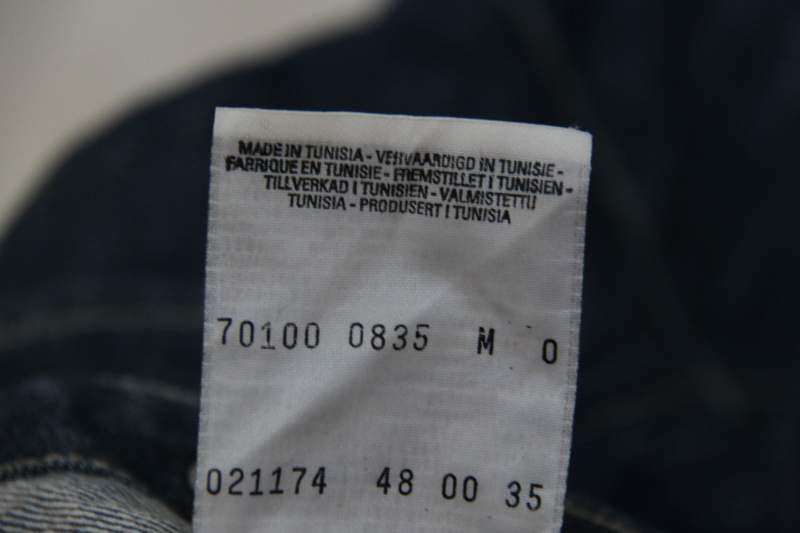 MADE IN TUNISIA - VERVAARDIGD IN TUNISIE -
FABRIQUE EN TUNISIE - FREMSTILLET I TUNISIEN -
TILLVERKAD I TUNISIEN - VALMISTETTU
TUNISIA - PRODUSERT I TUNISIA
70100 0835 M 0
021174 48 00 35